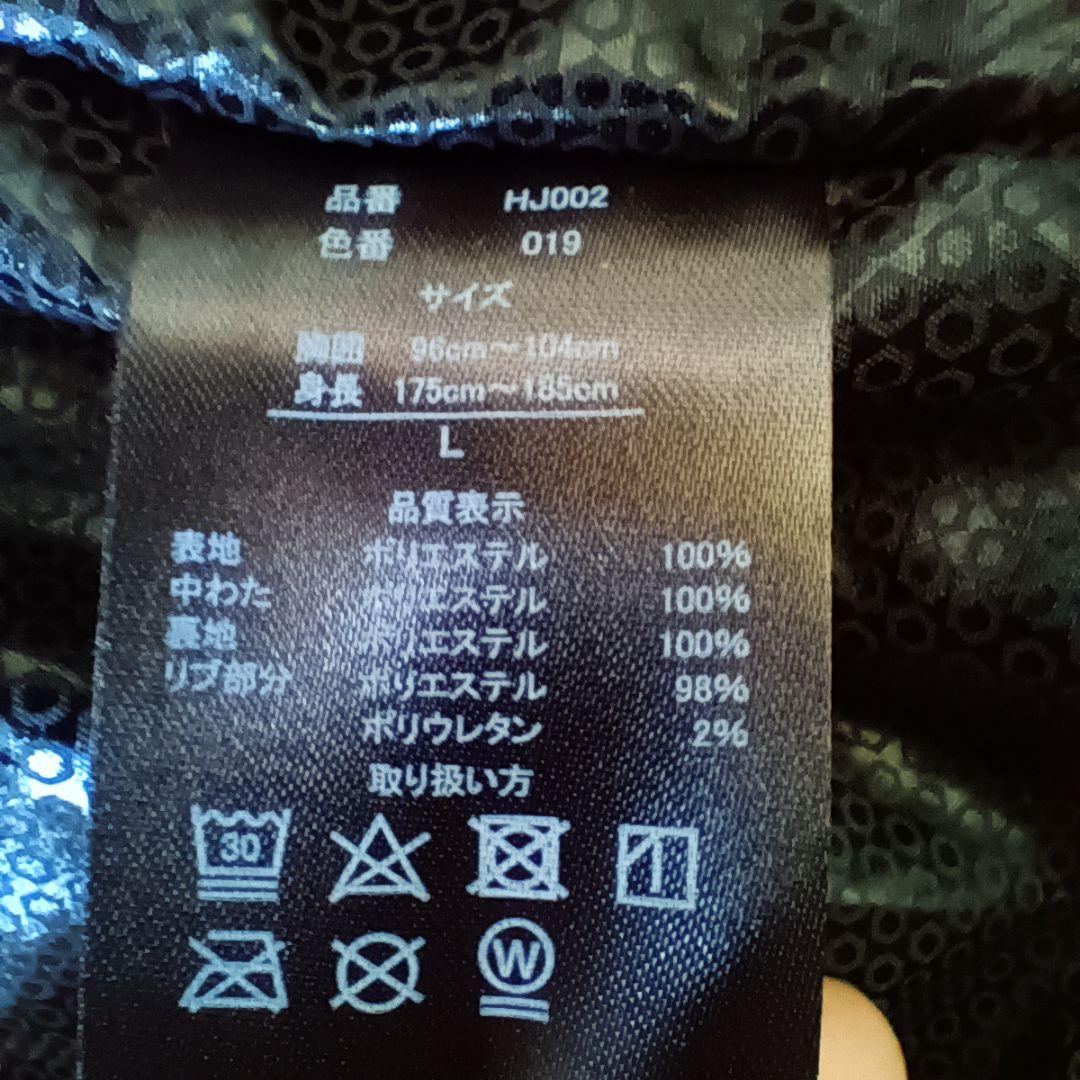 品番 HJ002
色番 019
サイズ
胸囲 96cm～104cm
身長 175cm～185cm
L
品質表示
表地 ポリエステル 100%
中わた ポリエステル 100%
裏地 ポリエステル 100%
リブ部分 ポリエステル 98%
ポリウレタン 2%
取り扱い方
30
W